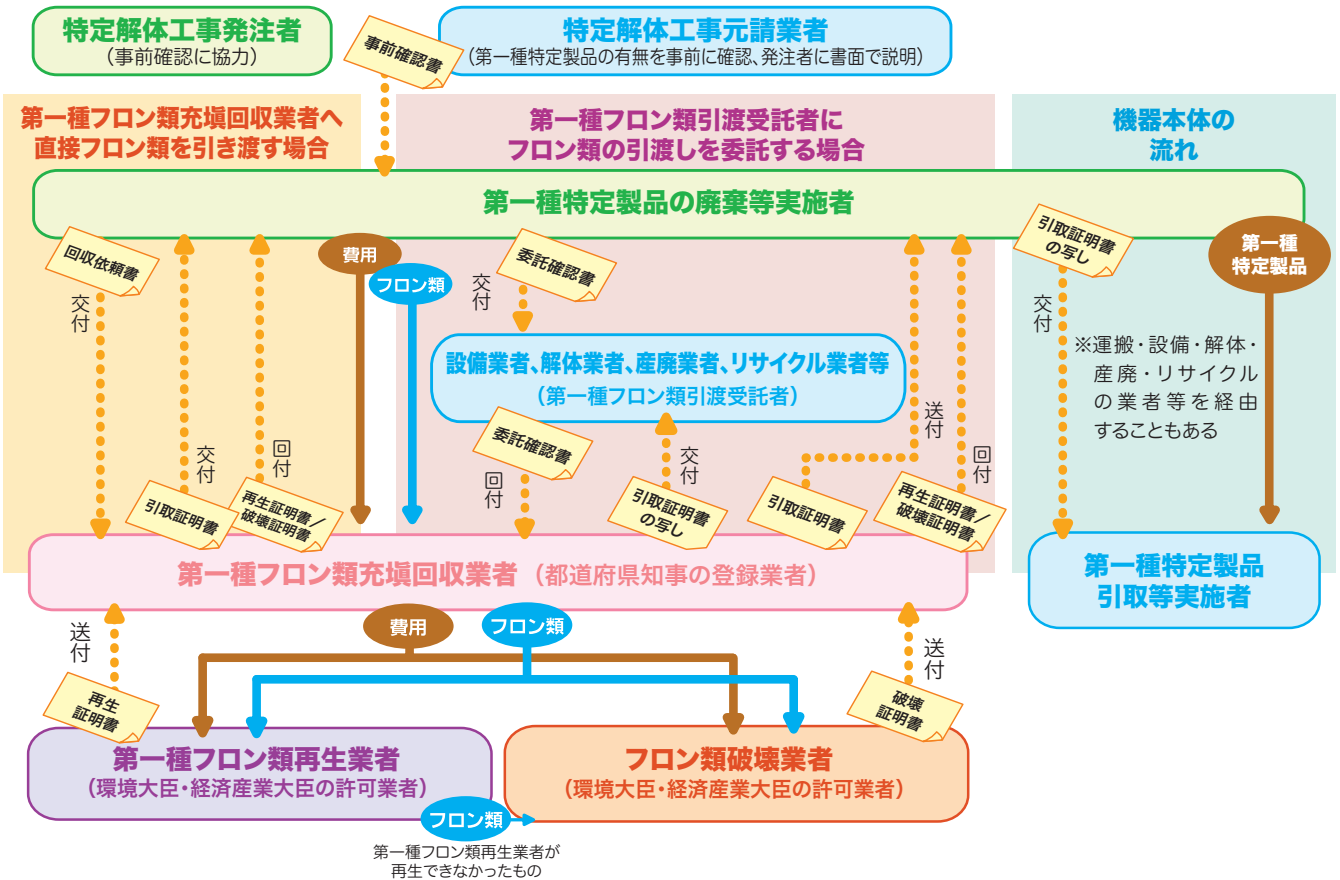 特定解体工事発注者
（事前確認に協力）
特定解体工事元請業者
（第一種特定製品の有無を事前に確認、発注者に書面で説明）
事前確認書
第一種フロン類充塡回収業者へ
直接フロン類を引き渡す場合
第一種フロン類引渡受託者に
フロン類の引渡しを委託する場合
機器本体の
流れ
第一種特定製品の廃棄等実施者
回収依頼書
交付
費用
フロン類
委託確認書
交付
引取証明書
の写し
交付
第一種
特定製品
※運搬・設備・解体・
産廃・リサイクル
の業者等を経由
することもある
設備業者、解体業者、産廃業者、リサイクル業者等
（第一種フロン類引渡受託者）
交付
引取証明書
回付
再生証明書／
破壊証明書
委託確認書
回付
交付
引取証明書
の写し
送付
引取証明書
回付
再生証明書／
破壊証明書
第一種フロン類充塡回収業者（都道府県知事の登録業者）
第一種特定製品
引取等実施者
費用
フロン類
送付
再生
証明書
送付
破壊
証明書
第一種フロン類再生業者
（環境大臣・経済産業大臣の許可業者）
フロン類破壊業者
（環境大臣・経済産業大臣の許可業者）
フロン類
第一種フロン類再生業者が
再生できなかったもの